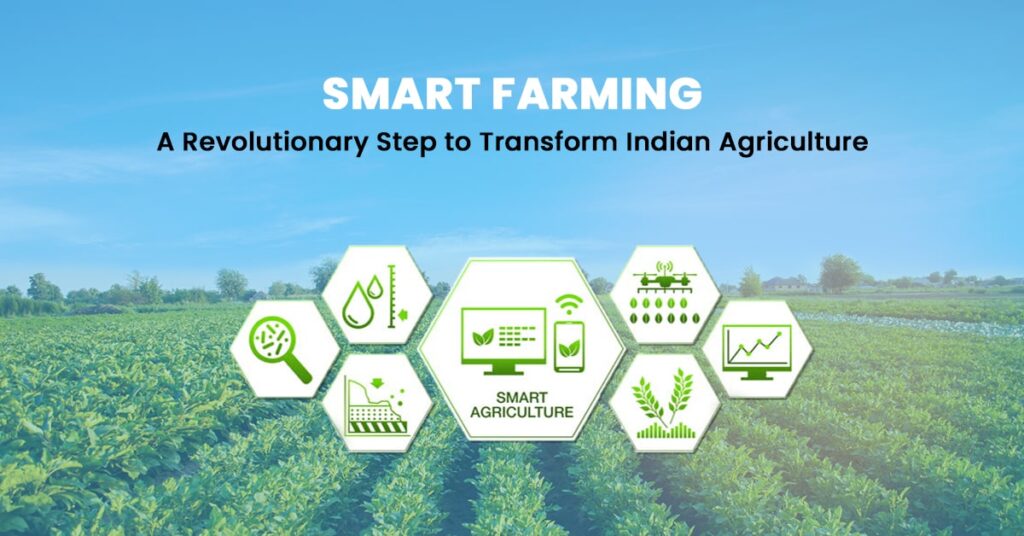 SMART FARMING
A Revolutionary Step to Transform Indian Agriculture
SMART
AGRICULTURE